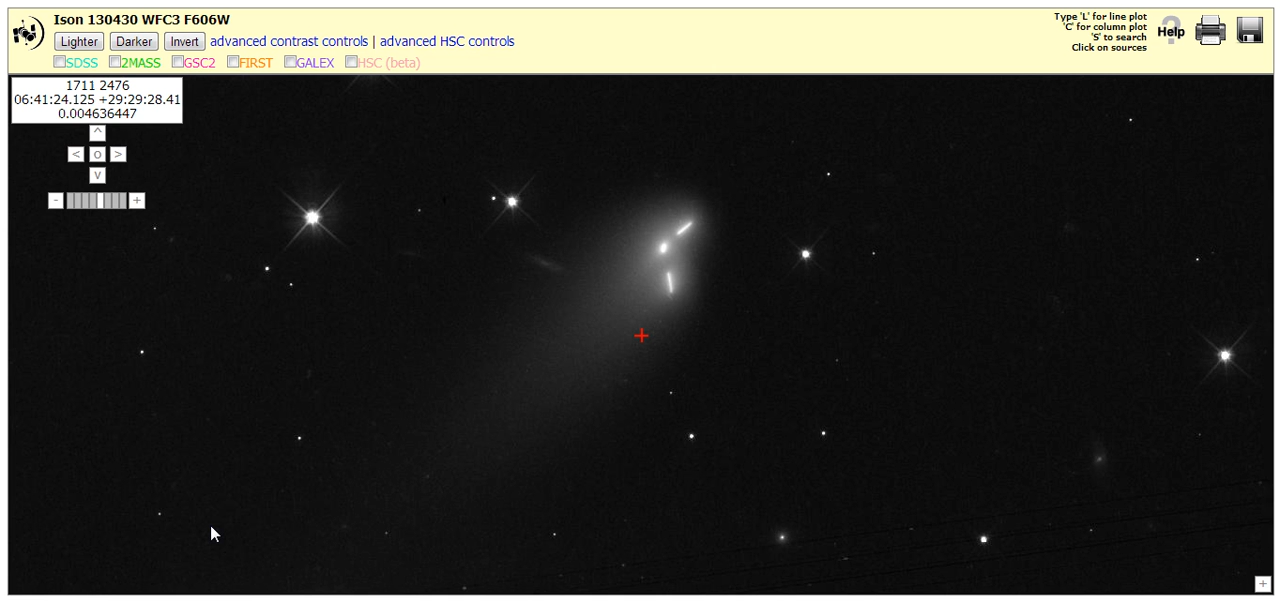 Ison 130430 WFC3 F606W
Lighter Darker Invert advanced contrast controls | advanced HSC controls
SDSS 2MASS GSC2 FIRST GALEX HSC (beta)
Type 'L' for line plot
'C' for column plot
'S' to search
Click on sources
Help
1711 2476
06:41:24.125 +29:29:28.41
0.004636447
^
< o >
v
- +
+